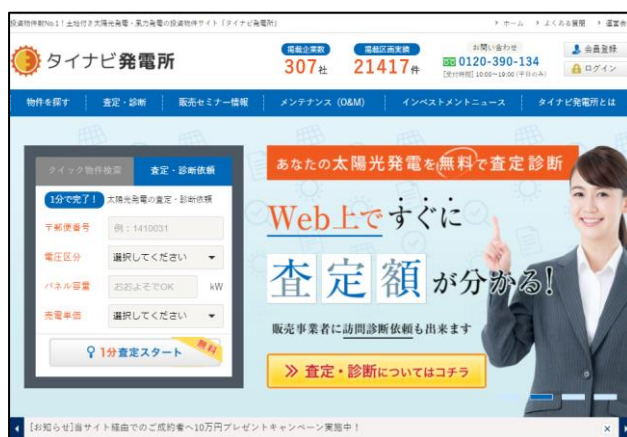 投資物件数No.1！土地付き太陽光発電・風力発電の投資物件サイト「タイナビ発電所」
ホーム よくある質問 運営会
タイナビ発電所
掲載企業数
307社
掲載区画実績
21417件
お問い合わせ
0120-390-134
[受付時間] 10:00～19:00 (平日のみ)
会員登録
ログイン
物件を探す 査定・診断 販売セミナー情報 メンテナンス（O&M） インベストメントニュース タイナビ発電所とは
クイック物件検索 査定・診断依頼
1分で完了！ 太陽光発電の査定・診断依頼
〒郵便番号 例：1410031
電圧区分 選択してください
パネル容量 おおよそでOK kW
売電単価 選択してください
1分査定スタート 無料
あなたの太陽光発電を無料で査定診断
Web上ですぐに
査定額が分かる!
販売事業者に訪問診断依頼も出来ます
査定・診断についてはコチラ
[お知らせ]当サイト経由でのご成約者へ10万円プレゼントキャンペーン実施中！